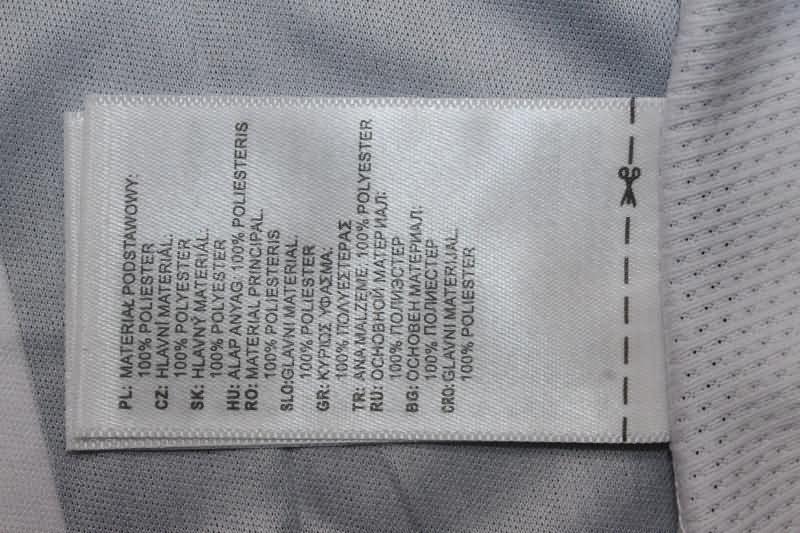 PL: MATERIAŁ PODSTAWOWY:
100% POLIESTER
CZ: HLAVNÍ MATERIÁL.
100% POLYESTER
SK: HLAVNÝ MATERIÁL:
100% POLYESTER
HU: ALAP ANYAG: 100% POLIESZTERIS
RO: MATERIAL PRINCIPAL.
100% POLIESTERIS
SLO:GLAVNI MATERIAL.
100% POLIESTER
GR: ΚΥΡΙΟΣ ΥΦΑΣΜΑ:
100% ΠΟΛΥΕΣΤΕΡΑΣ
TR: ANA MALZEME: 100% POLYESTER
RU: ОСНОВНОЙ МАТЕРИАЛ:
100% ПОЛИЭСТЕР
BG: ОСНОВЕН МАТЕРИАЛ:
100% ПОЛИЕСТЕР
CRO:GLAVNI MATERIJAL.
100% POLIESTER